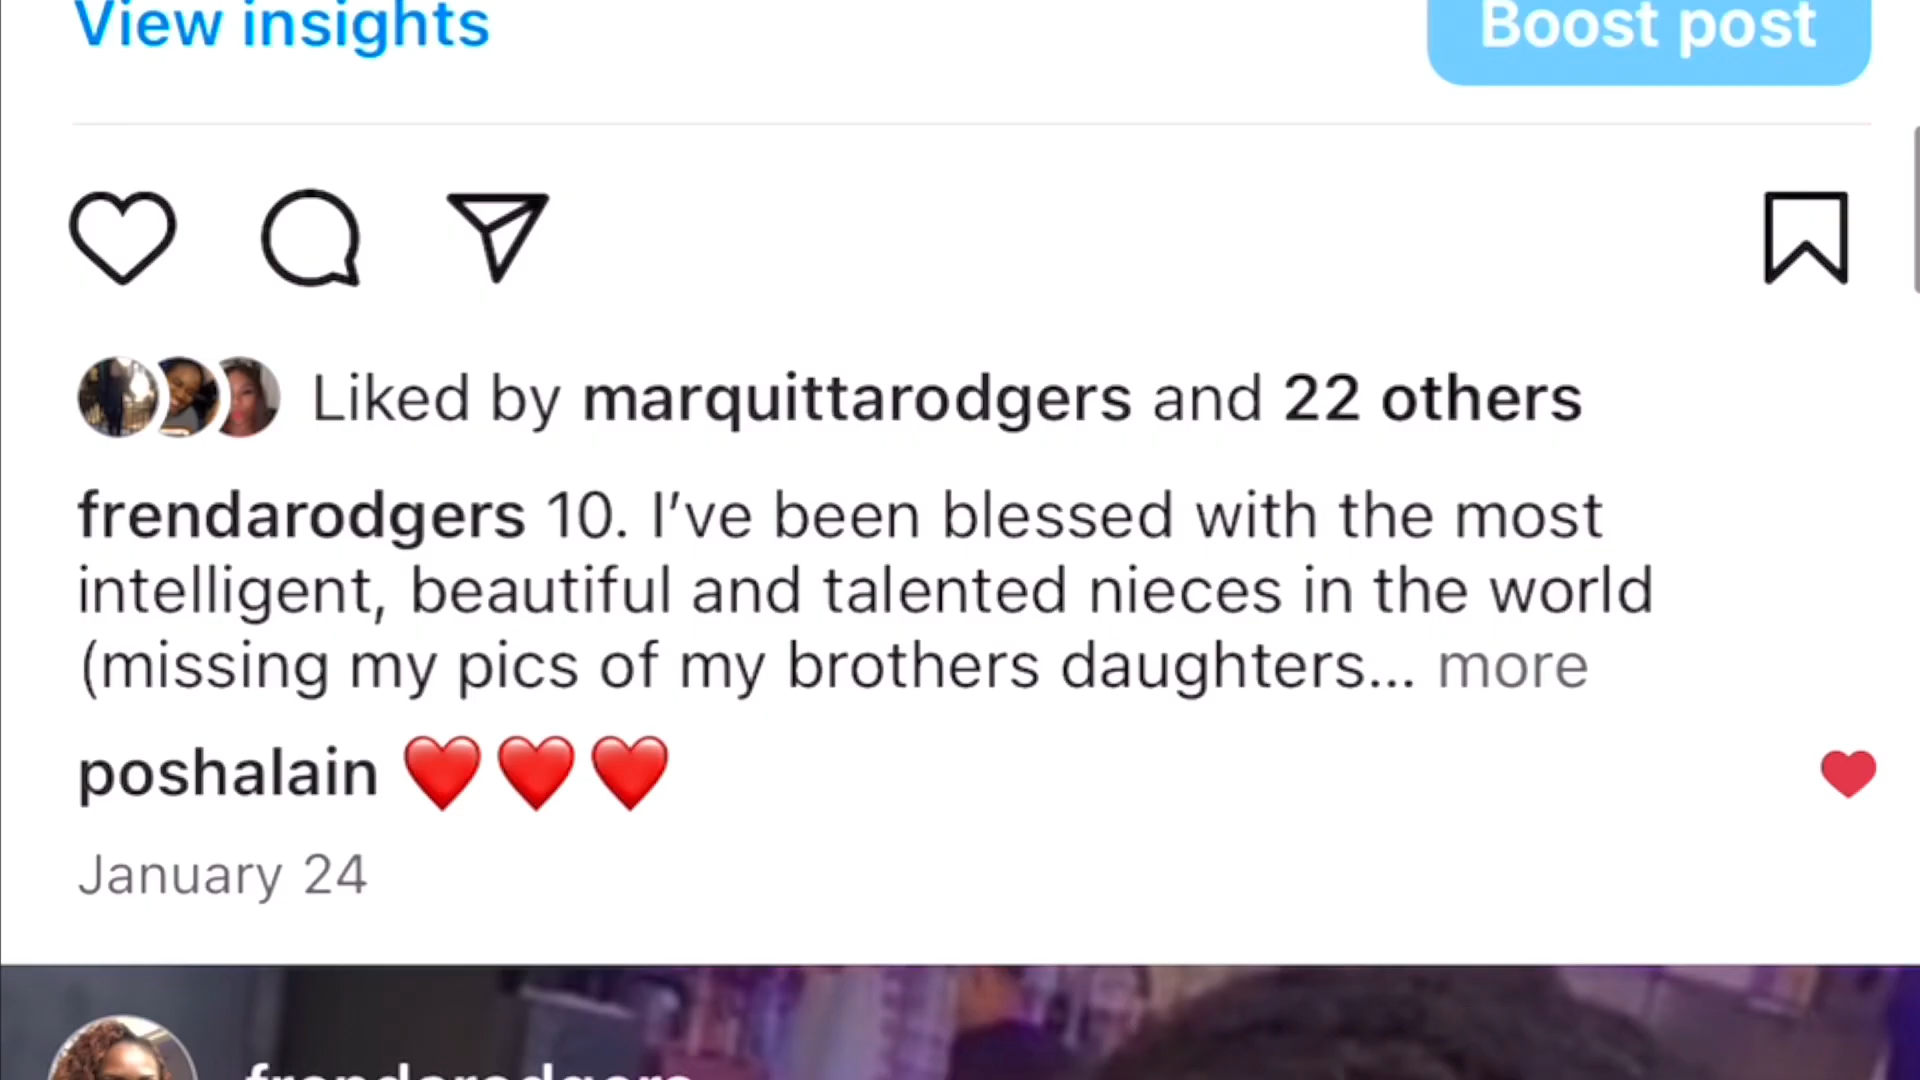 View insights
Boost post
Liked by marquittarodgers and 22 others
frendarodgers 10. I’ve been blessed with the most
intelligent, beautiful and talented nieces in the world
(missing my pics of my brothers daughters... more
poshalain ❤️❤️❤️
January 24
frendarodgers